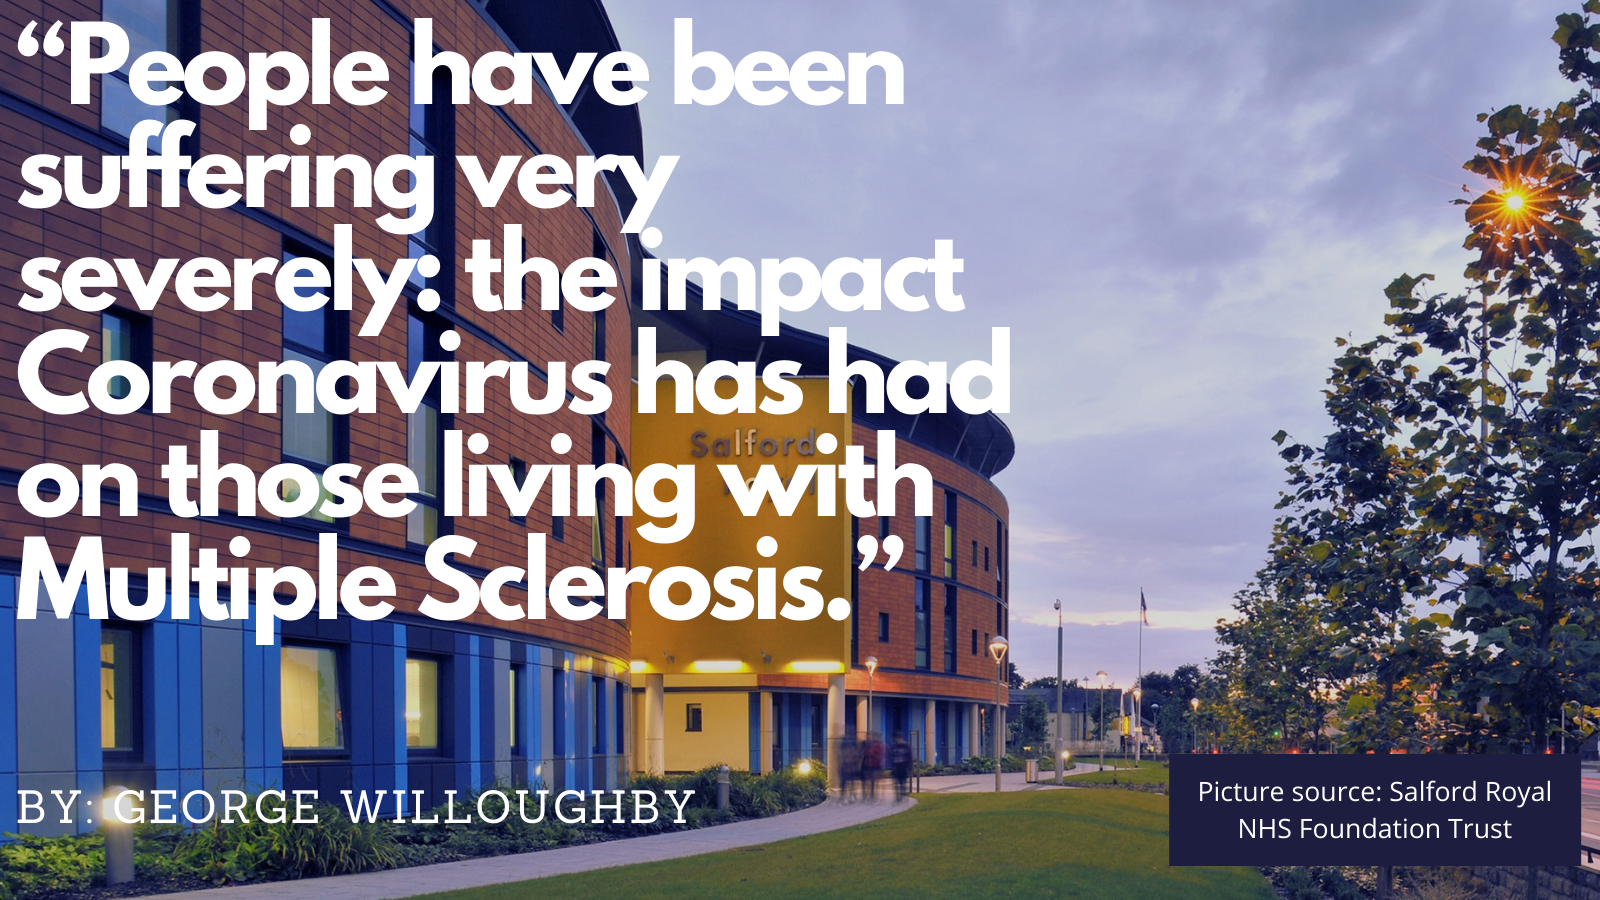 “People have been
suffering very
severely: the impact
Coronavirus has had
on those living with
Multiple Sclerosis.”
Salford
BY: GEORGE WILLOUGHBY
Picture source: Salford Royal
NHS Foundation Trust